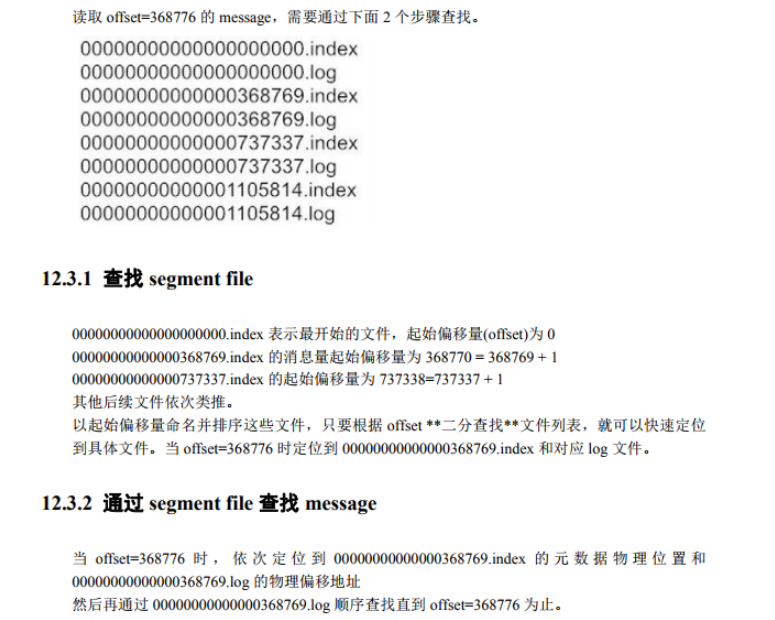 读取 offset=368776 的 message，需要通过下面 2 个步骤查找。
00000000000000000000.index
00000000000000000000.log
00000000000000368769.index
00000000000000368769.log
00000000000000737337.index
00000000000000737337.log
00000000000001105814.index
00000000000001105814.log
12.3.1 查找 segment file
00000000000000000000.index 表示最开始的文件，起始偏移量(offset)为 0
00000000000000368769.index 的消息量起始偏移量为 368770 = 368769 + 1
00000000000000737337.index 的起始偏移量为 737338=737337 + 1
其他后续文件依次类推。
以起始偏移量命名并排序这些文件，只要根据 offset **二分查找**文件列表，就可以快速定位
到具体文件。当 offset=368776 时定位到 00000000000000368769.index 和对应 log 文件。
12.3.2 通过 segment file 查找 message
当 offset=368776 时，依次定位到 00000000000000368769.index 的元数据物理位置和
00000000000000368769.log 的物理偏移地址
然后再通过 00000000000000368769.log 顺序查找直到 offset=368776 为止。